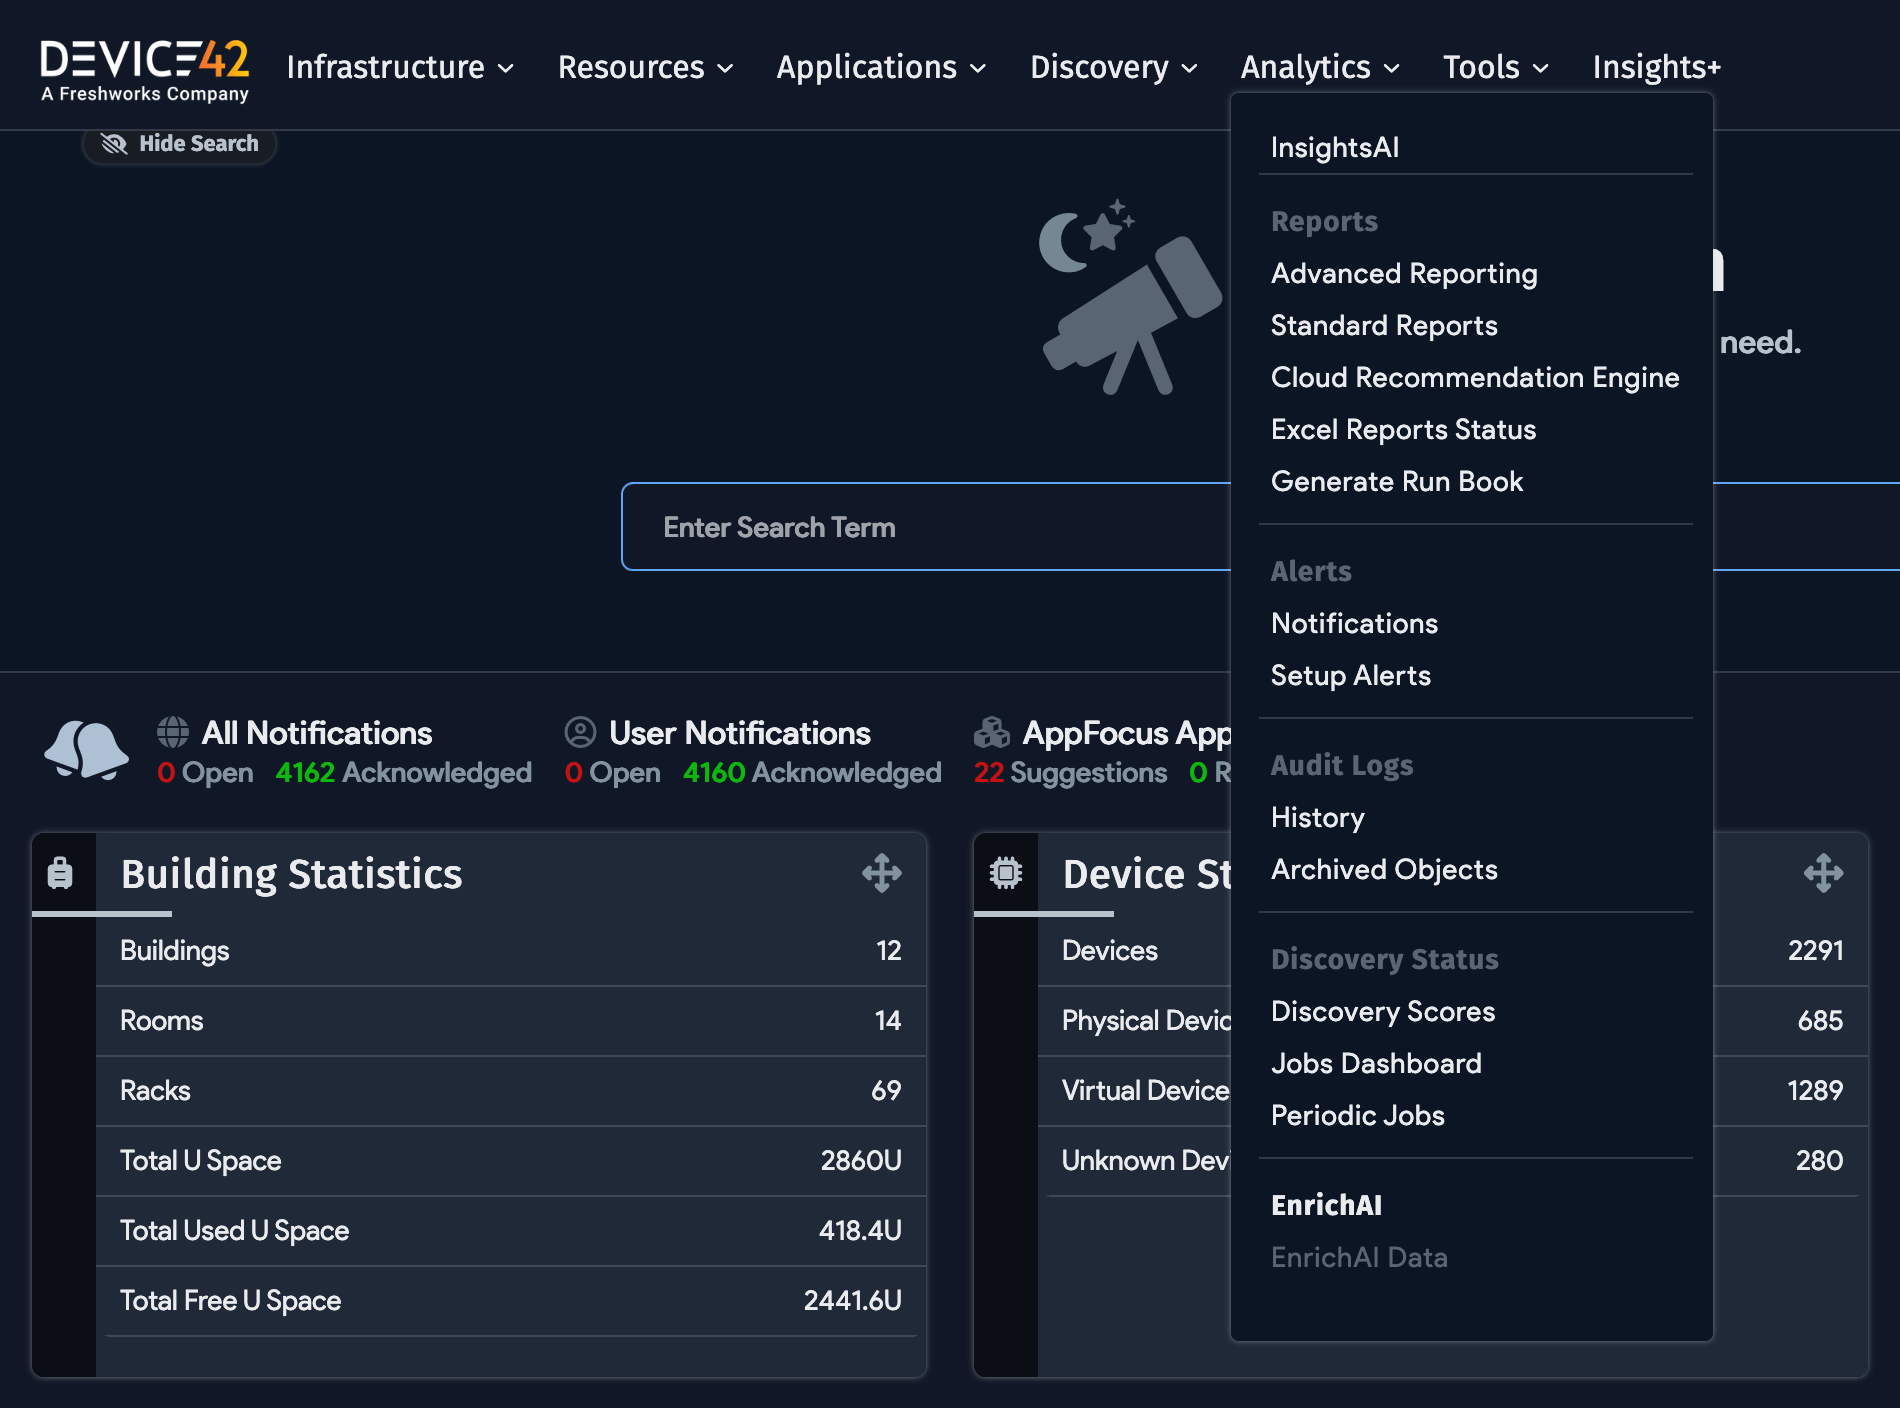 DEVICE42
A Freshworks Company
Infrastructure
Resources
Applications
Discovery
Analytics
Tools
Insights+
Hide Search
need.
Enter Search Term
InsightsAI
Reports
Advanced Reporting
Standard Reports
Cloud Recommendation Engine
Excel Reports Status
Generate Run Book
Alerts
Notifications
Setup Alerts
Audit Logs
History
Archived Objects
Discovery Status
Discovery Scores
Jobs Dashboard
Periodic Jobs
EnrichAI
EnrichAI Data
All Notifications
0 Open 4162 Acknowledged
User Notifications
0 Open 4160 Acknowledged
AppFocus App
22 Suggestions 0 R
Building Statistics
Buildings 12
Rooms 14
Racks 69
Total U Space 2860U
Total Used U Space 418.4U
Total Free U Space 2441.6U
Device St
Devices 2291
Physical Devic 685
Virtual Device 1289
Unknown Devi 280